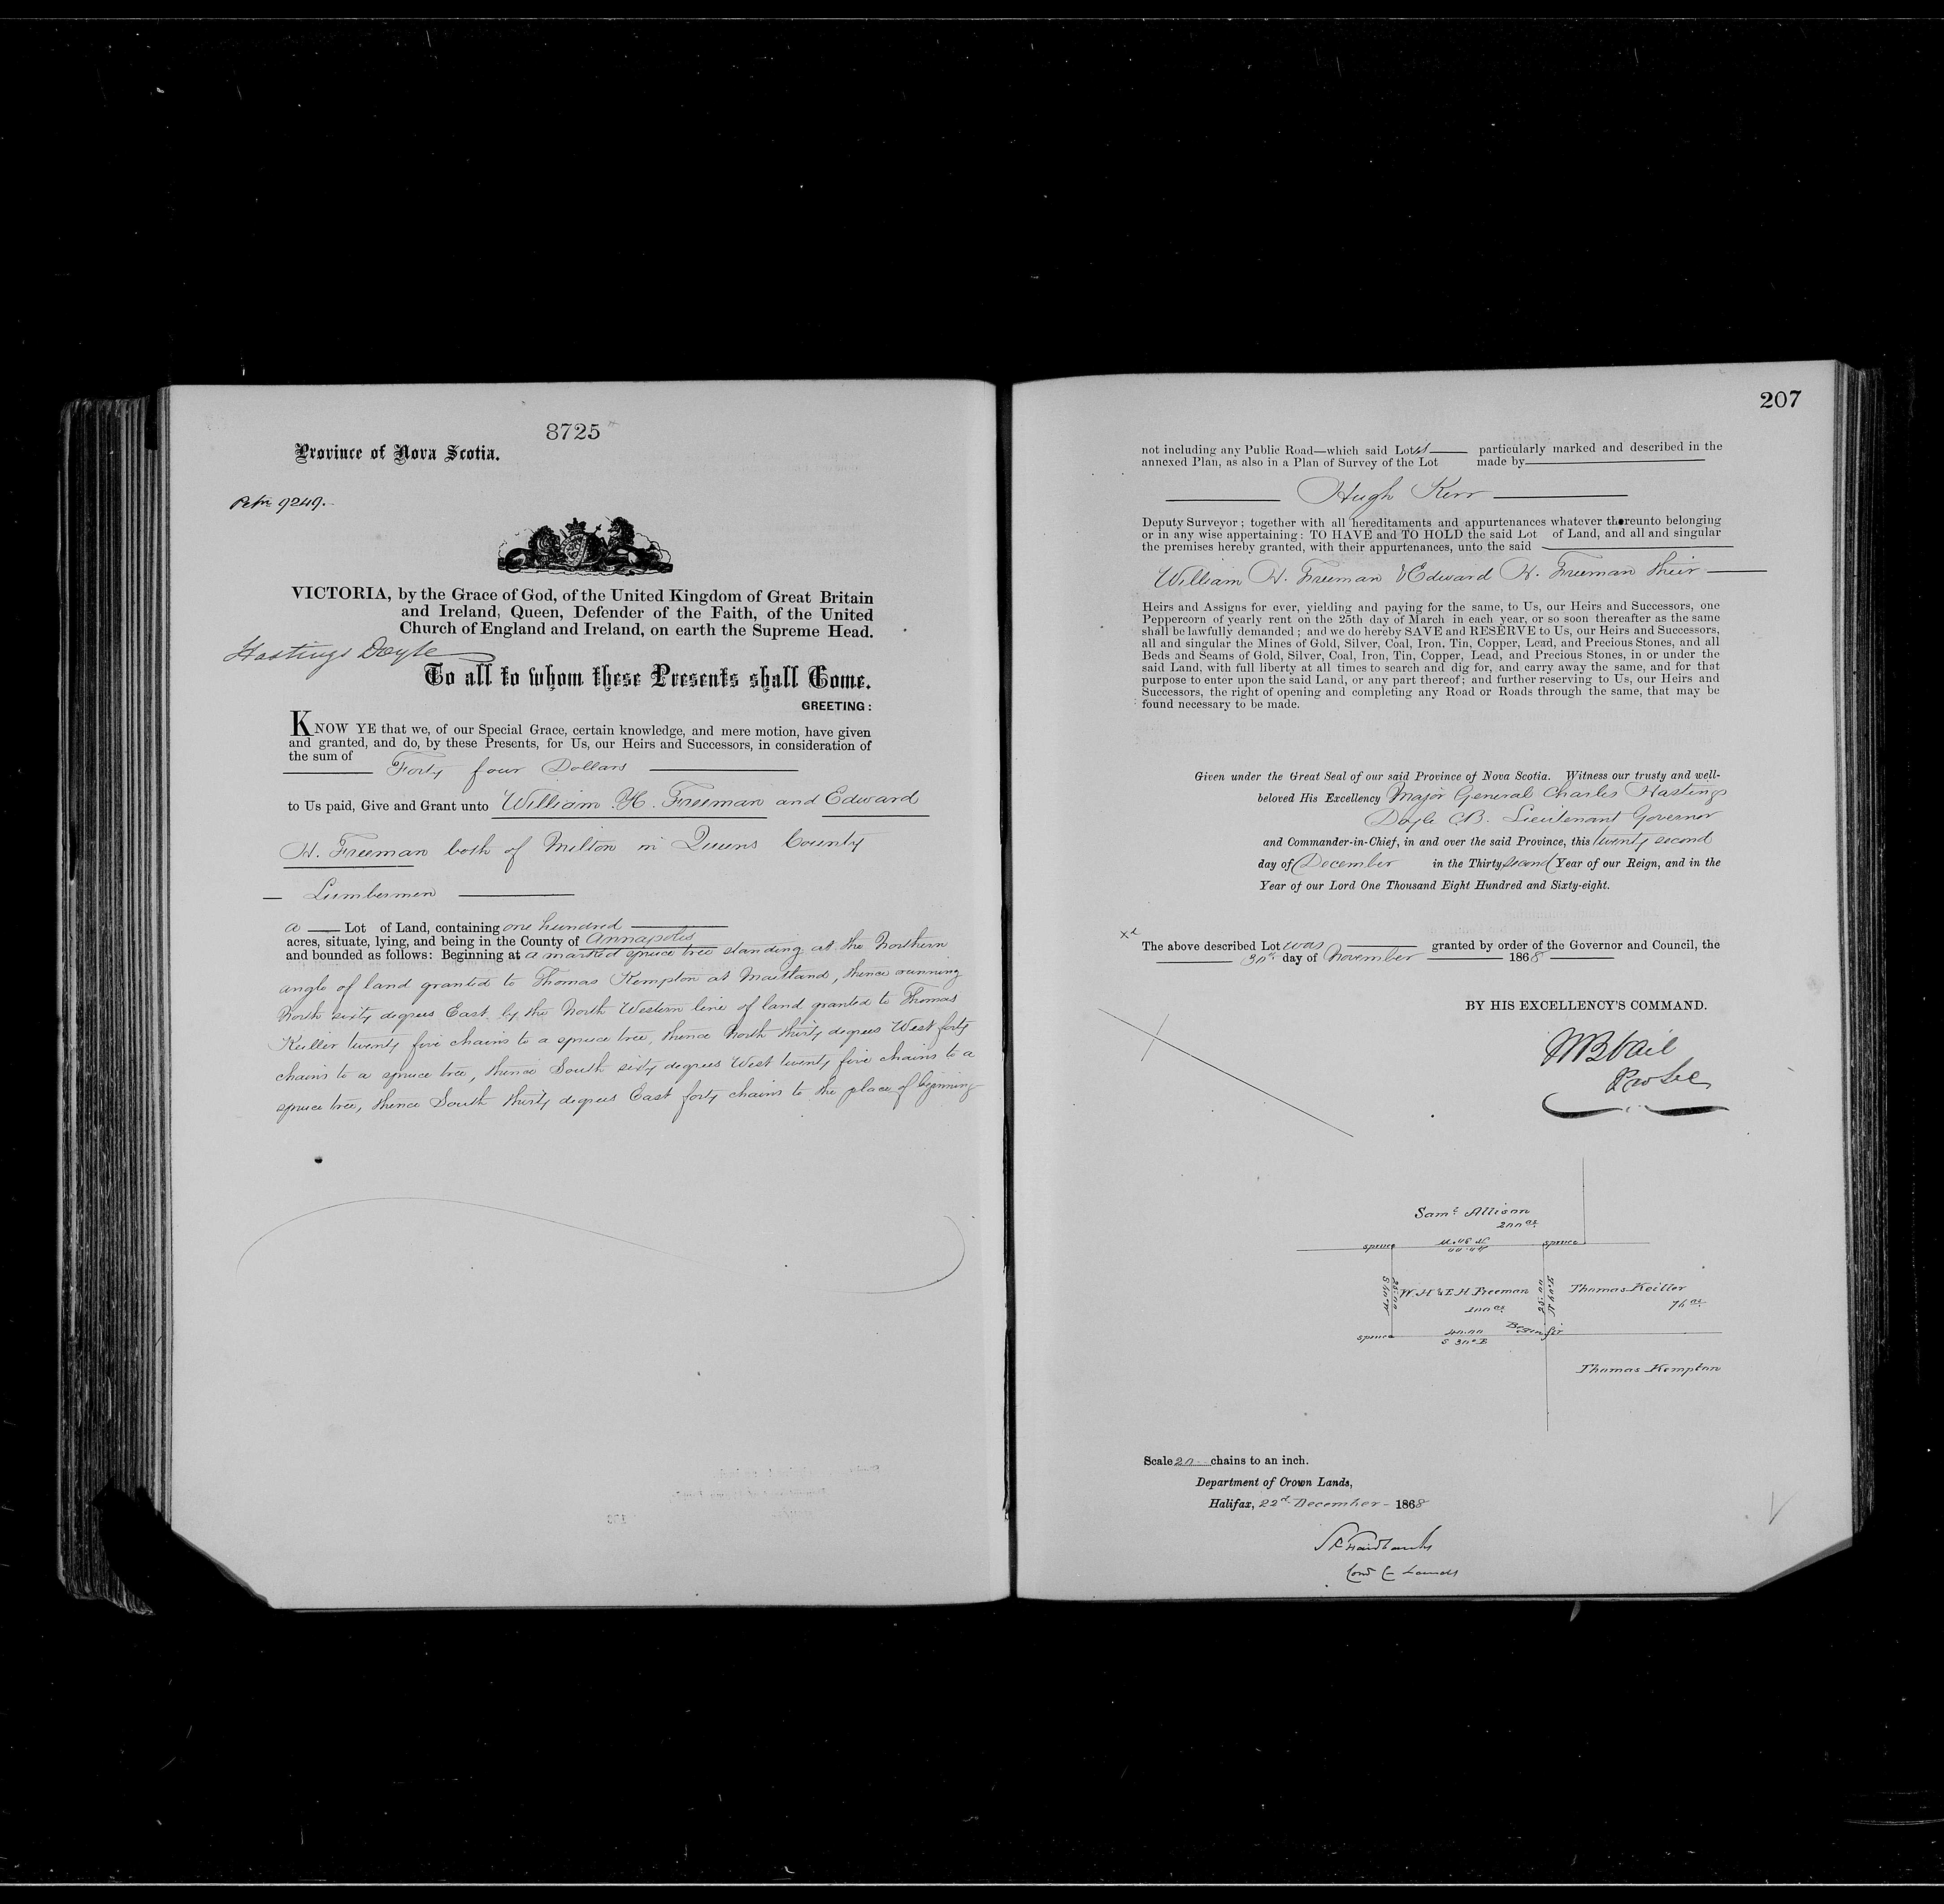 8725
Province of Nova Scotia.
Petn 9249.
VICTORIA, by the Grace of God, of the United Kingdom of Great Britain
and Ireland, Queen, Defender of the Faith, of the United
Church of England and Ireland, on earth the Supreme Head.
Hastings Doyle
To all to whom these Presents shall Come.
GREETING:
KNOW YE that we, of our Special Grace, certain knowledge, and mere motion, have given
and granted, and do, by these Presents, for Us, our Heirs and Successors, in consideration of
the sum of
Forty four Dollars
to Us paid, Give and Grant unto William H. Freeman and Edward
H. Freeman both of Milton in Queens County
Lumbermen
a Lot of Land, containing one hundred
acres, situate, lying, and being in the County of Annapolis
and bounded as follows: Beginning at a marked spruce tree standing at the Northern
angle of land granted to Thomas Kempton at Maitland, thence running
North sixty degrees East by the North Western line of land granted to Thomas
Keiller twenty five chains to a spruce tree, thence North thirty degrees West forty
chains to a spruce tree, thence South sixty degrees West twenty five chains to a
spruce tree, thence South thirty degrees East forty chains to the place of beginning
207
not including any Public Road—which said Lot is particularly marked and described in the
annexed Plan, as also in a Plan of Survey of the Lot made by
Hugh Kerr
Deputy Surveyor; together with all hereditaments and appurtenances whatever thereunto belonging
or in any wise appertaining: TO HAVE and TO HOLD the said Lot of Land, and all and singular
the premises hereby granted, with their appurtenances, unto the said
William H. Freeman & Edward H. Freeman their
Heirs and Assigns for ever, yielding and paying for the same, to Us, our Heirs and Successors, one
Peppercorn of yearly rent on the 25th day of March in each year, or so soon thereafter as the same
shall be lawfully demanded; and we do hereby SAVE and RESERVE to Us, our Heirs and Successors,
all and singular the Mines of Gold, Silver, Coal, Iron, Tin, Copper, Lead, and Precious Stones, and all
Beds and Seams of Gold, Silver, Coal, Iron, Tin, Copper, Lead, and Precious Stones, in or under the
said Land, with full liberty at all times to search and dig for, and carry away the same, and for that
purpose to enter upon the said Land, or any part thereof; and further reserving to Us, our Heirs and
Successors, the right of opening and completing any Road or Roads through the same, that may be
found necessary to be made.
Given under the Great Seal of our said Province of Nova Scotia. Witness our trusty and well-
beloved His Excellency Major General Charles Hastings
Doyle C.B. Lieutenant Governor
and Commander-in-Chief, in and over the said Province, this twenty second
day of December in the Thirty second Year of our Reign, and in the
Year of our Lord One Thousand Eight Hundred and Sixty-eight.
Xd
The above described Lot was granted by order of the Governor and Council, the
30th day of November 1868
BY HIS EXCELLENCY'S COMMAND.
W B Vail
Pro Sec
Saml Allison
200 as
spruce
40.00
spruce
S 60 W
25.00
W. H & E H Freeman
100 as
25.00
Thomas Keiller
76 as
spruce
40.00
S 30° E
Begin
fir
Thomas Kempton
Scale 20 chains to an inch.
Department of Crown Lands,
Halifax, 22d December 1868
S P Fairbanks
Com C Lands